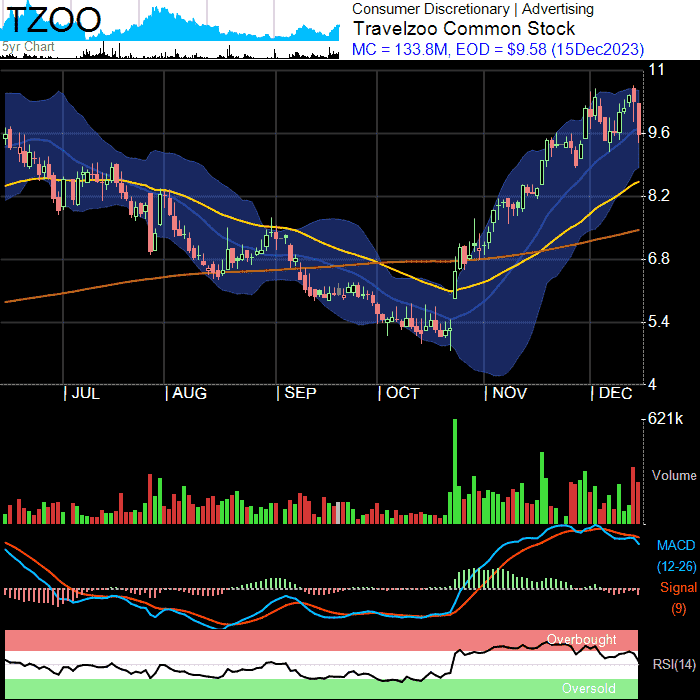 TZOO
5yr Chart
Consumer Discretionary | Advertising
Travelzoo Common Stock
MC = 133.8M, EOD = $9.58 (15Dec2023)
11
9.6
8.2
6.8
5.4
4
JUL
AUG
SEP
OCT
NOV
DEC
621k
Volume
MACD
(12-26)
Signal
(9)
Overbought
RSI(14)
Oversold